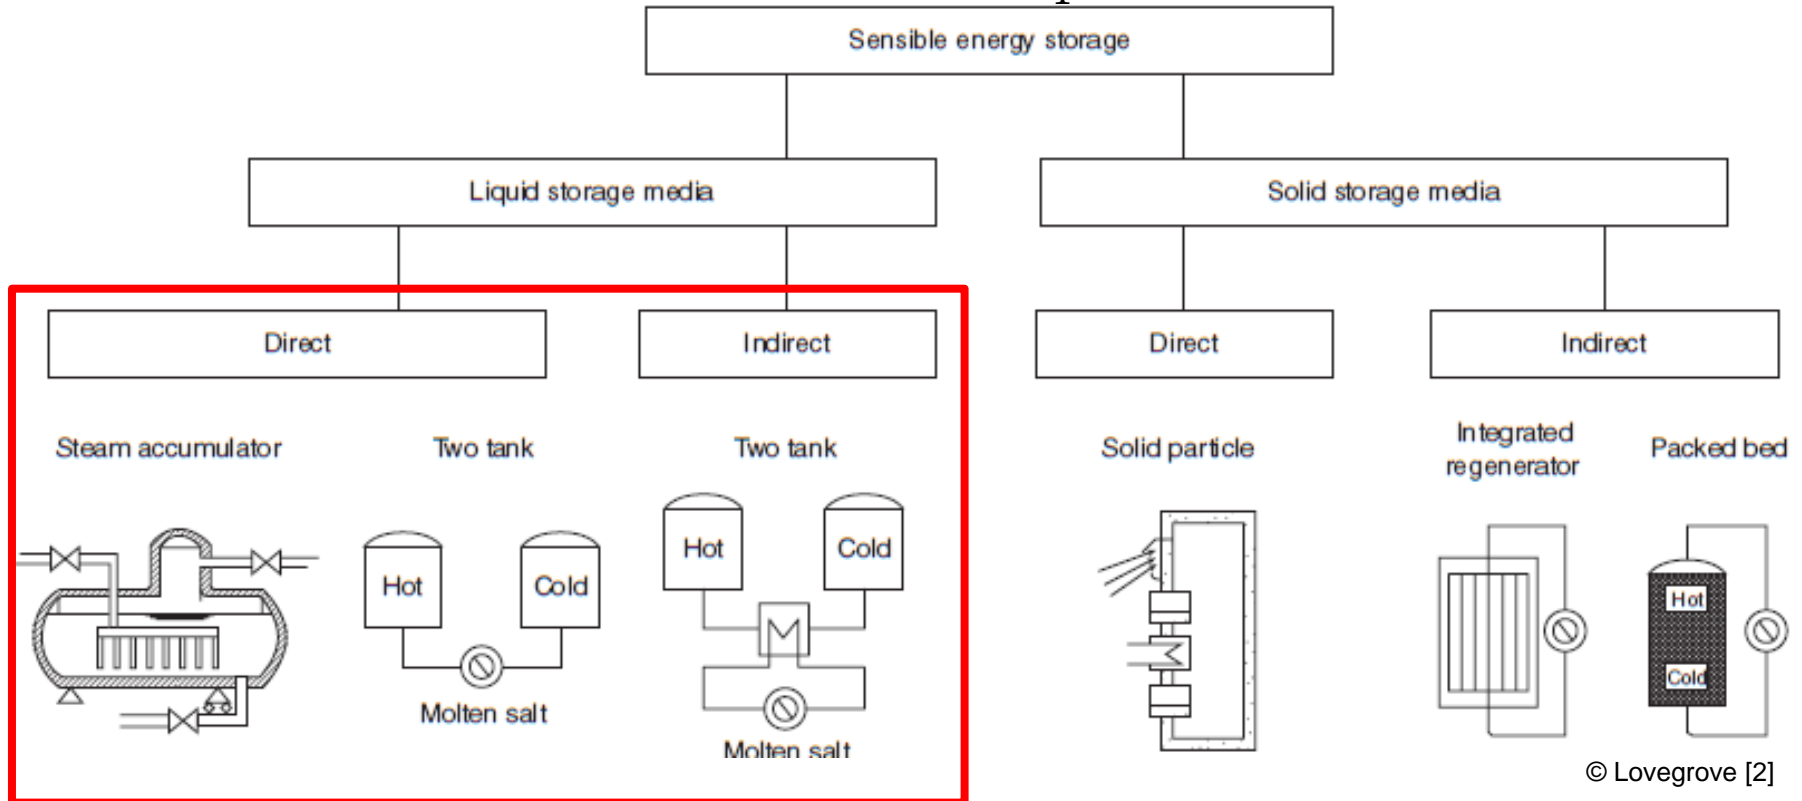 Sensible energy storage
Liquid storage media
Solid storage media
Direct
Indirect
Direct
Indirect
Steam accumulator
Two tank
Two tank
Solid particle
Integrated
regenerator
Packed bed
Hot
Cold
Hot
Cold
Hot
Cold
Molten salt
Molten salt
© Lovegrove [2]